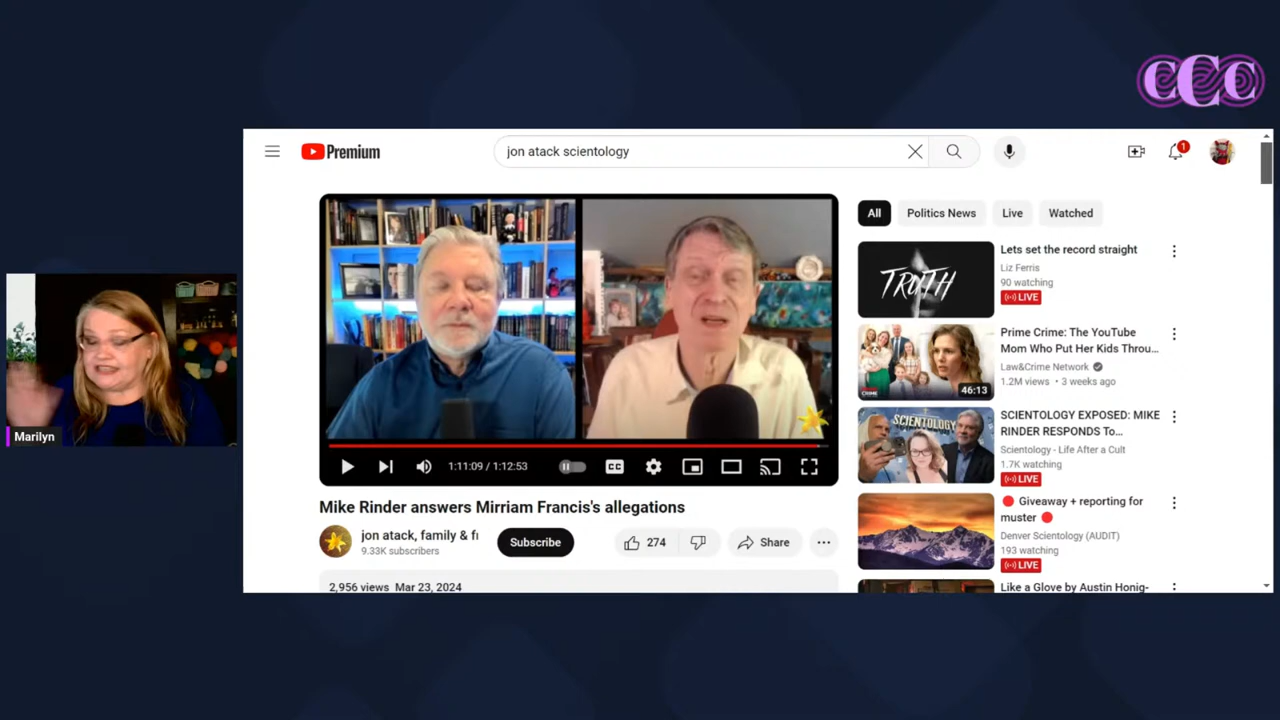 CCC
Premium
jon atack scientology
1
All
Politics News
Live
Watched
TRUTH
Lets set the record straight
Liz Ferris
90 watching
LIVE
46:13
Prime Crime: The YouTube
Mom Who Put Her Kids Throu...
Law&Crime Network
1.2M views • 3 weeks ago
SCIENTOLOGY
SCIENTOLOGY EXPOSED: MIKE
RINDER RESPONDS To...
Scientology - Life After a Cult
1.7K watching
LIVE
Giveaway + reporting for
muster
Denver Scientology (AUDIT)
193 watching
LIVE
Like a Glove by Austin Honig-
Marilyn
CC
1:11:09 / 1:12:53
Mike Rinder answers Mirriam Francis's allegations
jon atack, family & fr
9.33K subscribers
Subscribe
274
Share
2,956 views Mar 23, 2024